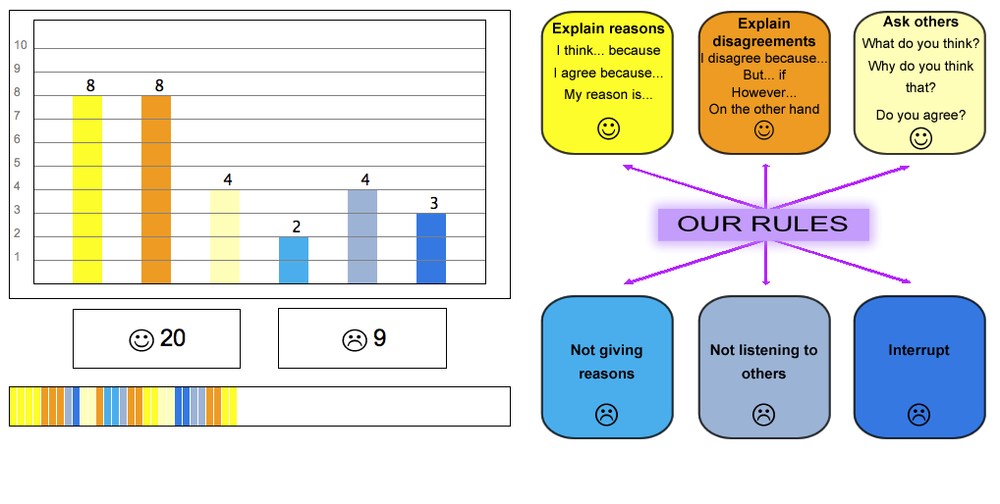 10
9
8
7
6
5
4
3
2
1
8
8
4
2
4
3
20
9
Explain reasons
I think... because
I agree because...
My reason is...
Explain
disagreements
I disagree because...
But... if
However...
On the other hand
Ask others
What do you think?
Why do you think
that?
Do you agree?
OUR RULES
Not giving
reasons
Not listening to
others
Interrupt